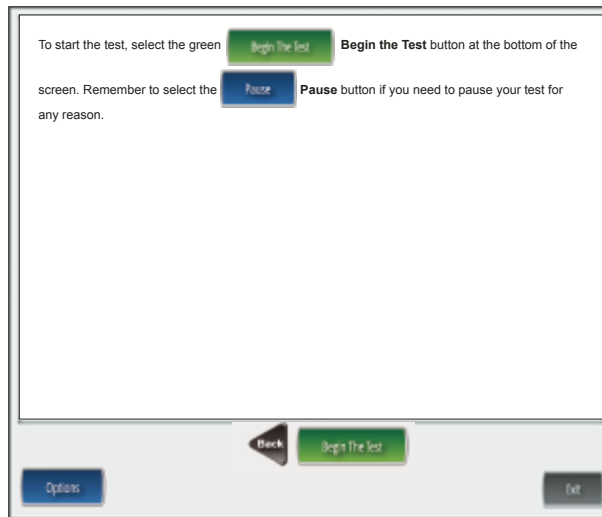 To start the test, select the green Begin The Test Begin the Test button at the bottom of the
screen. Remember to select the Pause Pause button if you need to pause your test for
any reason.
Back Begin The Test
Options Exit